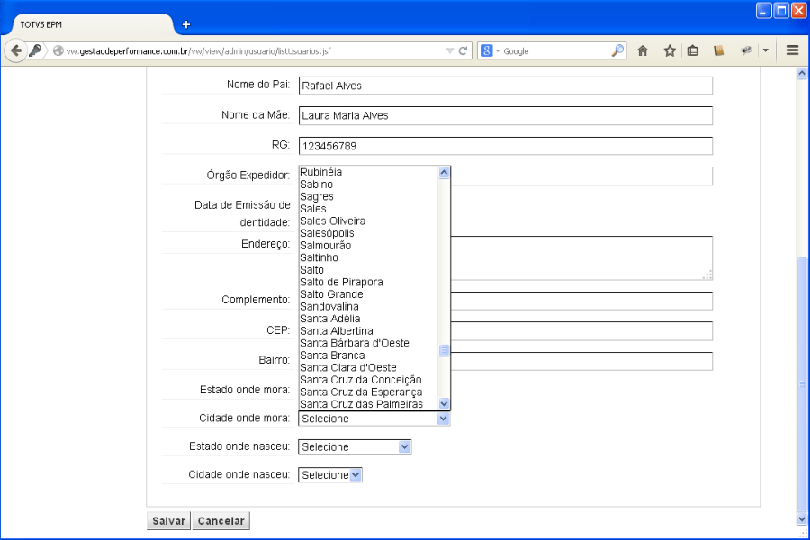 TOTVS EPM
vw.gestaodeperformance.com.br/vw/view/admin/usuario/listUsuarios.js
8 - Google
Nome do Pai: Rafael Alves
Nome da Mãe: Laura Maria Alves
RG: 123456789
Órgão Expedidor:
Data de Emissão de
identidade:
Endereço:
Complemento:
CEP:
Bairro:
Estado onde mora:
Rubinéia
Sabino
Sagres
Sales
Sales Oliveira
Salesópolis
Salmourão
Saltinho
Salto
Salto de Pirapora
Salto Grande
Sandovalina
Santa Adélia
Santa Albertina
Santa Bárbara d'Oeste
Santa Branca
Santa Clara d'Oeste
Santa Cruz da Conceição
Santa Cruz da Esperança
Santa Cruz das Palmeiras
Cidade onde mora: Selecione
Estado onde nasceu: Selecione
Cidade onde nasceu: Selecione
Salvar Cancelar